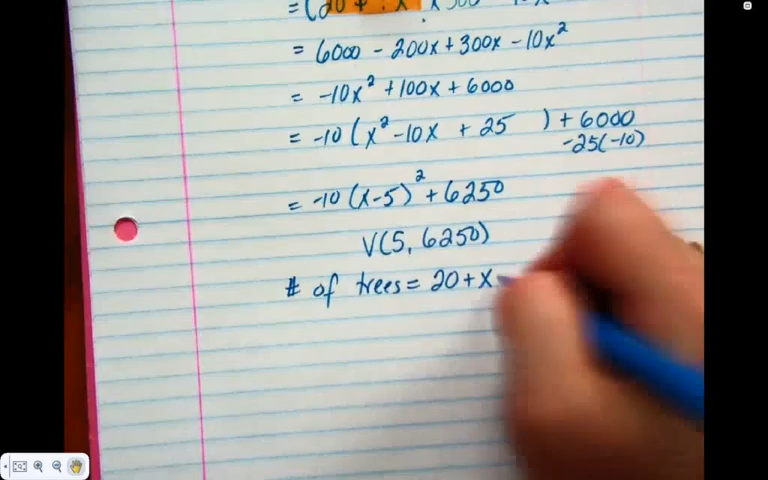 = 6000 - 200x + 300x - 10x²
= -10x² + 100x + 6000
= -10 (x² - 10x + 25 ) + 6000
-25(-10)
= -10 (x-5)² + 6250
V(5, 6250)
# of trees = 20 + x